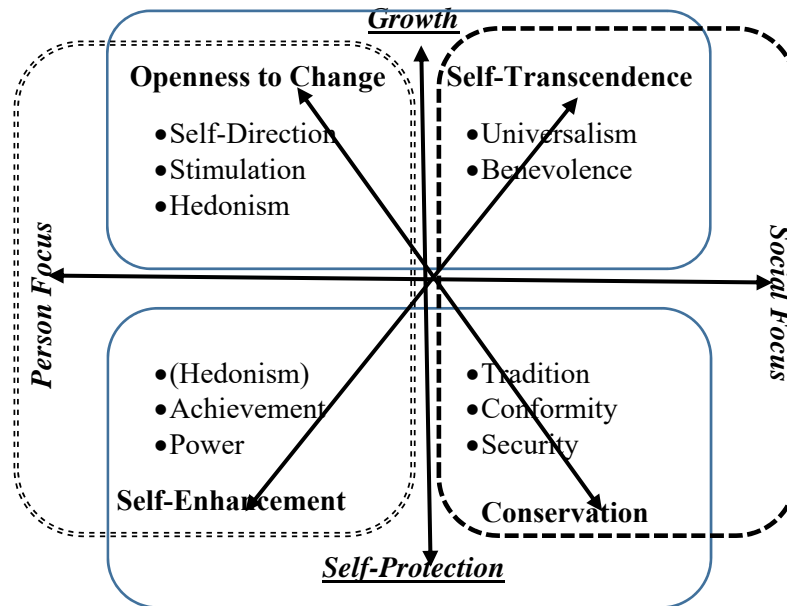 Growth
Openness to Change
• Self-Direction
• Stimulation
• Hedonism
Self-Transcendence
• Universalism
• Benevolence
Person Focus
Social Focus
• (Hedonism)
• Achievement
• Power
Self-Enhancement
• Tradition
• Conformity
• Security
Conservation
Self-Protection